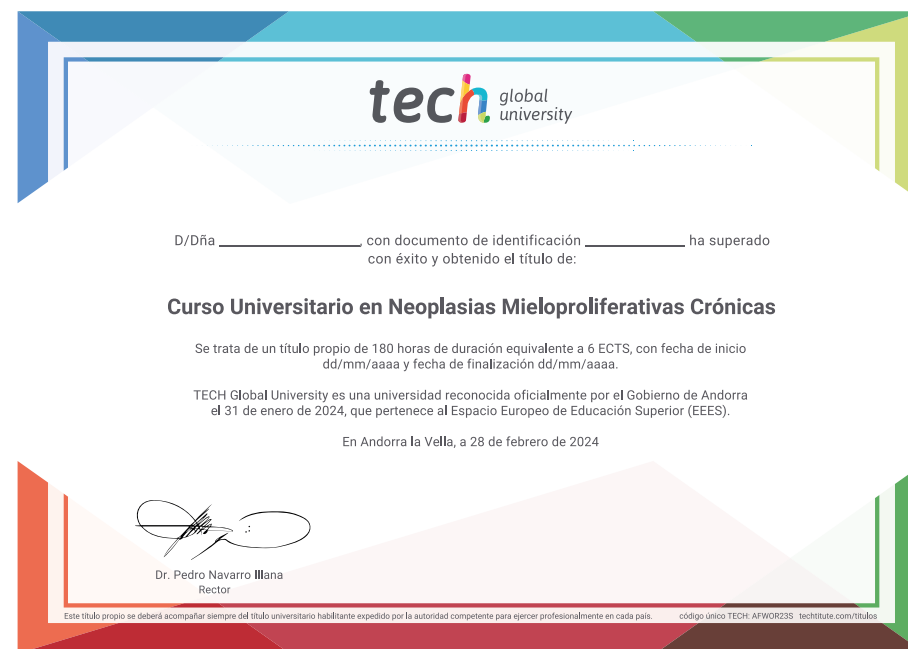 tech global university
D/Dña ____________________, con documento de identificación ______________ ha superado
con éxito y obtenido el título de:
Curso Universitario en Neoplasias Mieloproliferativas Crónicas
Se trata de un título propio de 180 horas de duración equivalente a 6 ECTS, con fecha de inicio
dd/mm/aaaa y fecha de finalización dd/mm/aaaa.
TECH Global University es una universidad reconocida oficialmente por el Gobierno de Andorra
el 31 de enero de 2024, que pertenece al Espacio Europeo de Educación Superior (EEES).
En Andorra la Vella, a 28 de febrero de 2024
Dr. Pedro Navarro Illana
Rector
Este título propio se deberá acompañar siempre del título universitario habilitante expedido por la autoridad competente para ejercer profesionalmente en cada país. código único TECH: AFWOR23S techtitute.com/titulos